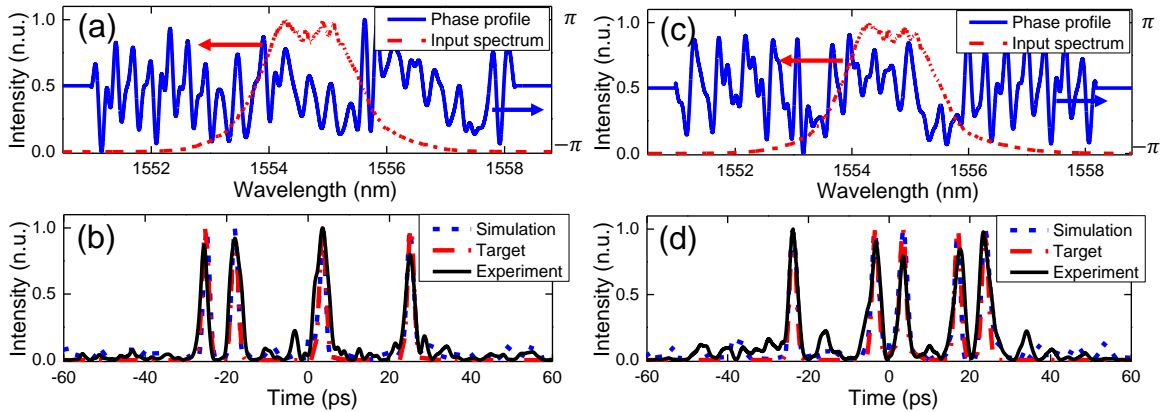 (a)
Phase profile
Input spectrum
Intensity (n.u.)
1.0
0.5
0.0
π
−π
1552
1554
1556
1558
Wavelength (nm)
(c)
Phase profile
Input spectrum
Intensity (n.u.)
1.0
0.5
0.0
π
−π
1552
1554
1556
1558
Wavelength (nm)
(b)
Simulation
Target
Experiment
Intensity (n.u.)
1.0
0.5
0.0
-60
-40
-20
0
20
40
60
Time (ps)
(d)
Simulation
Target
Experiment
Intensity (n.u.)
1.0
0.5
0.0
-60
-40
-20
0
20
40
60
Time (ps)